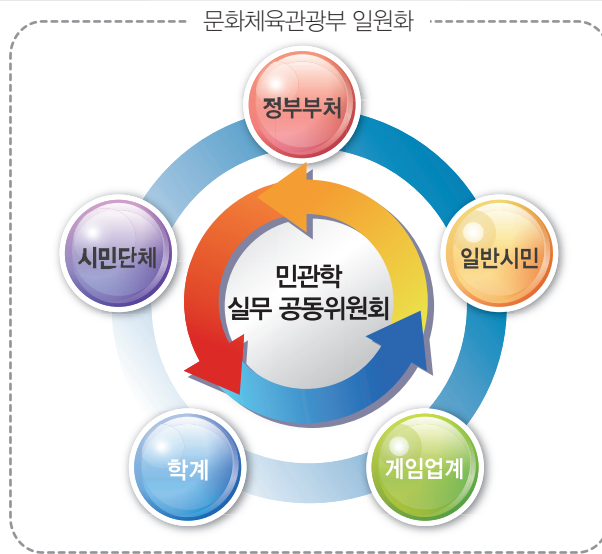 문화체육관광부 일원화
정부부처
시민단체
일반시민
민관학
실무 공동위원회
학계
게임업계